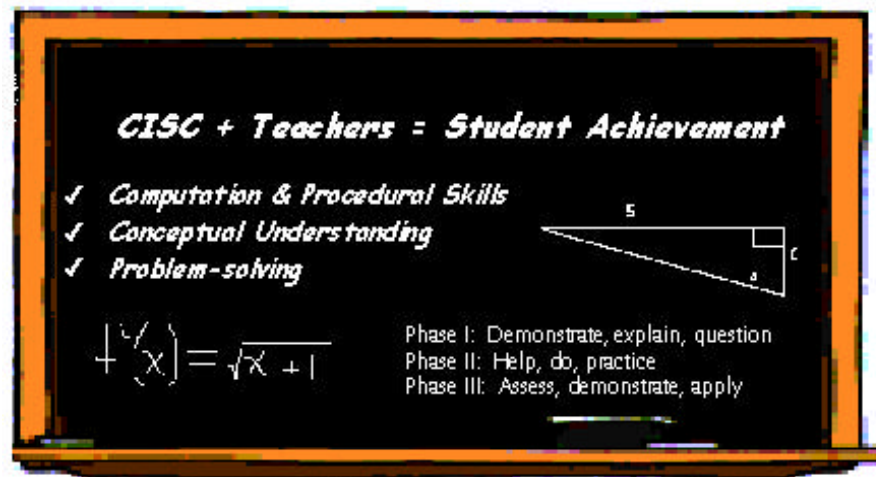 CISC + Teachers = Student Achievement
✓ Computation & Procedural Skills
✓ Conceptual Understanding
✓ Problem-solving
Phase I: Demonstrate, explain, question
Phase II: Help, do, practice
Phase III: Assess, demonstrate, apply
(x) = √x + 1